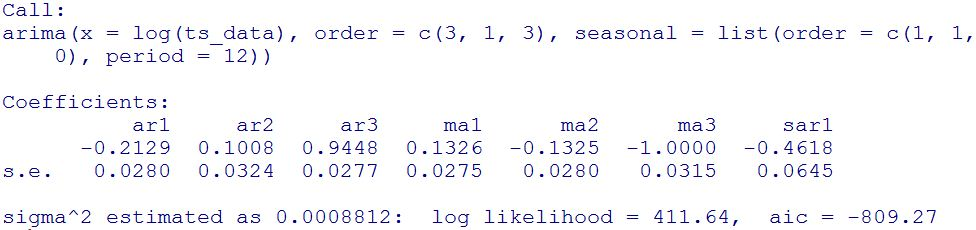 Call:
arima(x = log(ts_data), order = c(3, 1, 3), seasonal = list(order = c(1, 1,
0), period = 12))
Coefficients:
ar1 ar2 ar3 ma1 ma2 ma3 sar1
-0.2129 0.1008 0.9448 0.1326 -0.1325 -1.0000 -0.4618
s.e. 0.0280 0.0324 0.0277 0.0275 0.0280 0.0315 0.0645
sigma^2 estimated as 0.0008812: log likelihood = 411.64, aic = -809.27